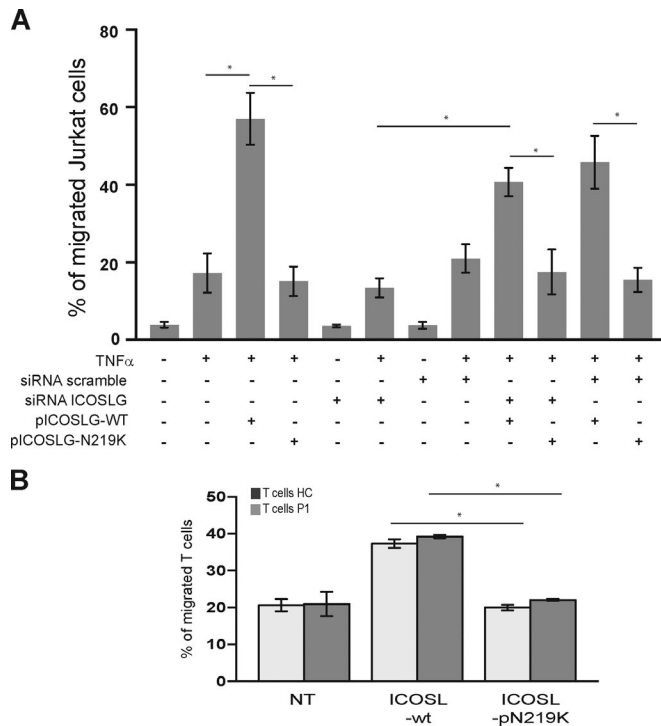 A
% of migrated Jurkat cells
80
60
40
20
0
* * * * *
TNFα - + + + - + - + + + + +
siRNA scramble - - - - - - + + - - + +
siRNA ICOSLG - - - - + + - - + + - -
pICOSLG-WT - - + - - - - - + - + -
pICOSLG-N219K - - - + - - - - - + - +
B
T cells HC
T cells P1
% of migrated T cells
50
40
30
20
10
0
*
*
NT ICOSL ICOSL
-wt -pN219K